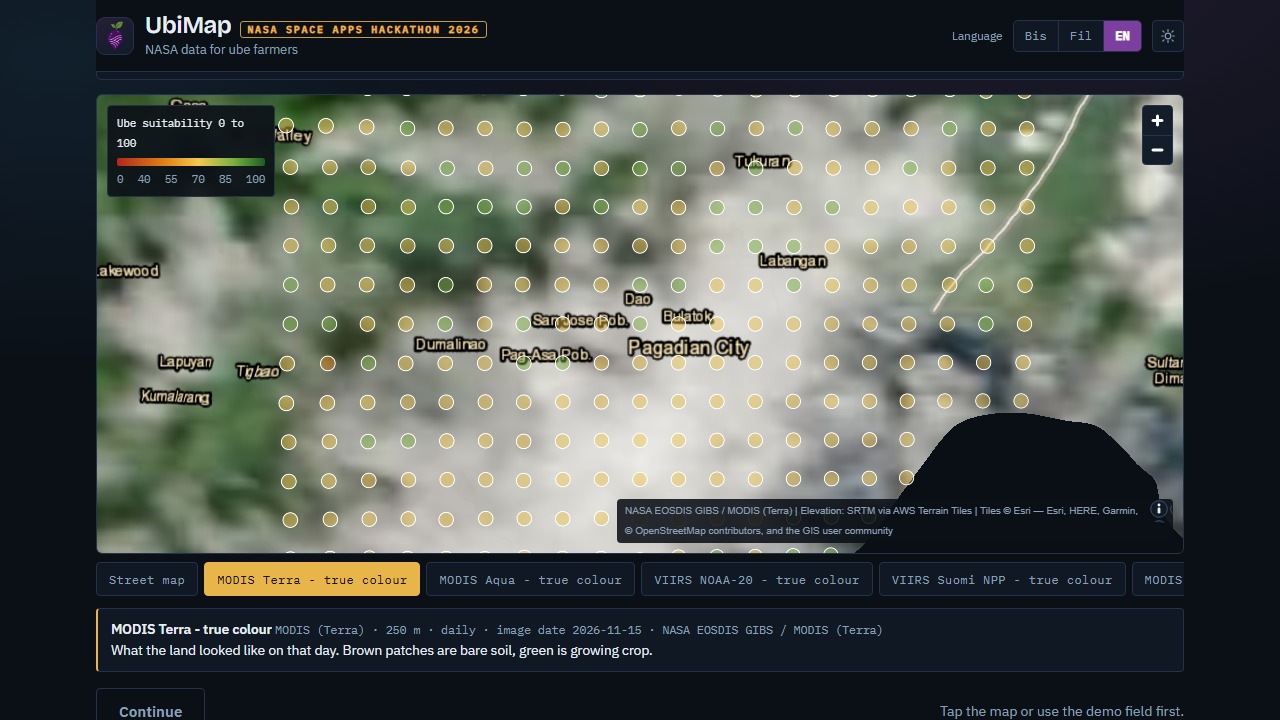 UbiMap
NASA SPACE APPS HACKATHON 2026
NASA data for ube farmers
Language
Bis
Fil
EN
Ube suitability 0 to
100
0 40 55 70 85 100
+
−
Tukuran
Lakewood
Labangan
Dao
San Jose Pob.
Bulatok
Dumalinao
Pag-Asa Pob.
Pagadian City
Lapuyan
Tigbao
Kumalarang
NASA EOSDIS GIBS / MODIS (Terra) | Elevation: SRTM via AWS Terrain Tiles | Tiles © Esri — Esri, HERE, Garmin,
© OpenStreetMap contributors, and the GIS user community
Street map
MODIS Terra - true colour
MODIS Aqua - true colour
VIIRS NOAA-20 - true colour
VIIRS Suomi NPP - true colour
MODIS
MODIS Terra - true colour MODIS (Terra) · 250 m · daily · image date 2026-11-15 · NASA EOSDIS GIBS / MODIS (Terra)
What the land looked like on that day. Brown patches are bare soil, green is growing crop.
Continue
Tap the map or use the demo field first.